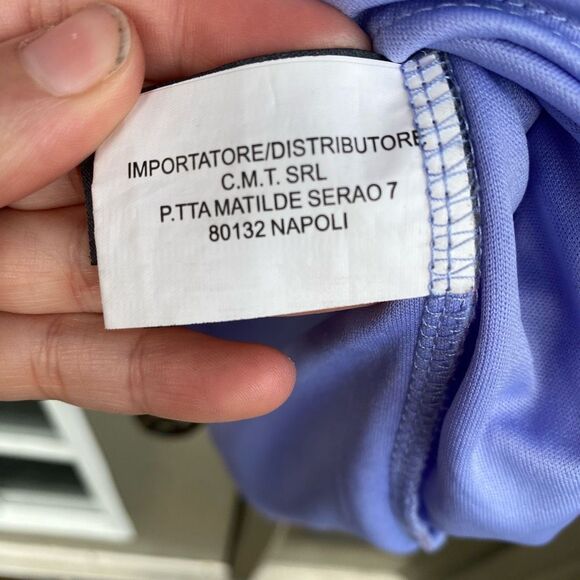 IMPORTATORE/DISTRIBUTORE
C.M.T. SRL
P.TTA MATILDE SERAO 7
80132 NAPOLI